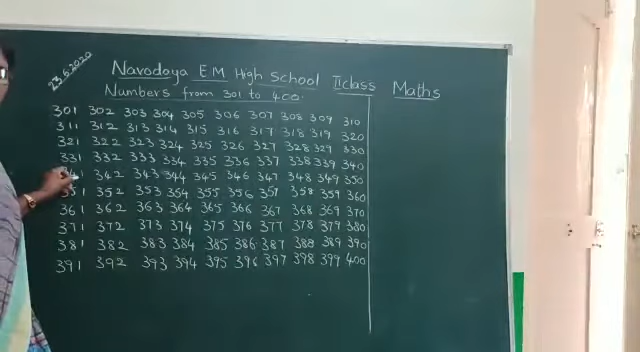 23.6.2020
Navodaya EM High School II class Maths
Numbers from 301 to 400.
301 302 303 304 305 306 307 308 309 310
311 312 313 314 315 316 317 318 319 320
321 322 323 324 325 326 327 328 329 330
331 332 333 334 335 336 337 338 339 340
341 342 343 344 345 346 347 348 349 350
351 352 353 354 355 356 357 358 359 360
361 362 363 364 365 366 367 368 369 370
371 372 373 374 375 376 377 378 379 380
381 382 383 384 385 386 387 388 389 390
391 392 393 394 395 396 397 398 399 400